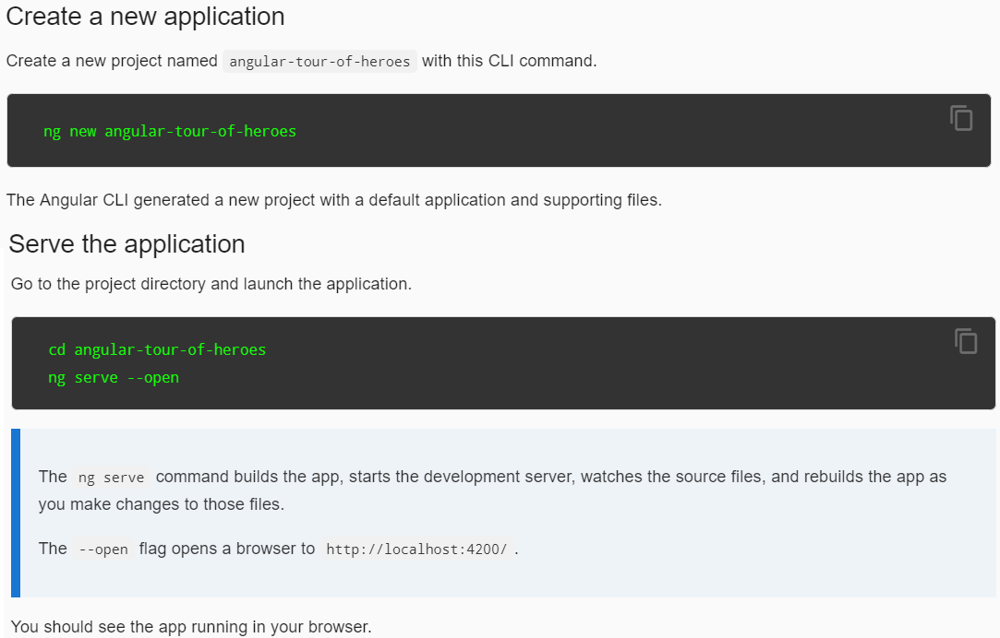 Create a new application
Create a new project named angular-tour-of-heroes with this CLI command.
ng new angular-tour-of-heroes
The Angular CLI generated a new project with a default application and supporting files.
Serve the application
Go to the project directory and launch the application.
cd angular-tour-of-heroes
ng serve --open
The ng serve command builds the app, starts the development server, watches the source files, and rebuilds the app as
you make changes to those files.
The --open flag opens a browser to http://localhost:4200/ .
You should see the app running in your browser.